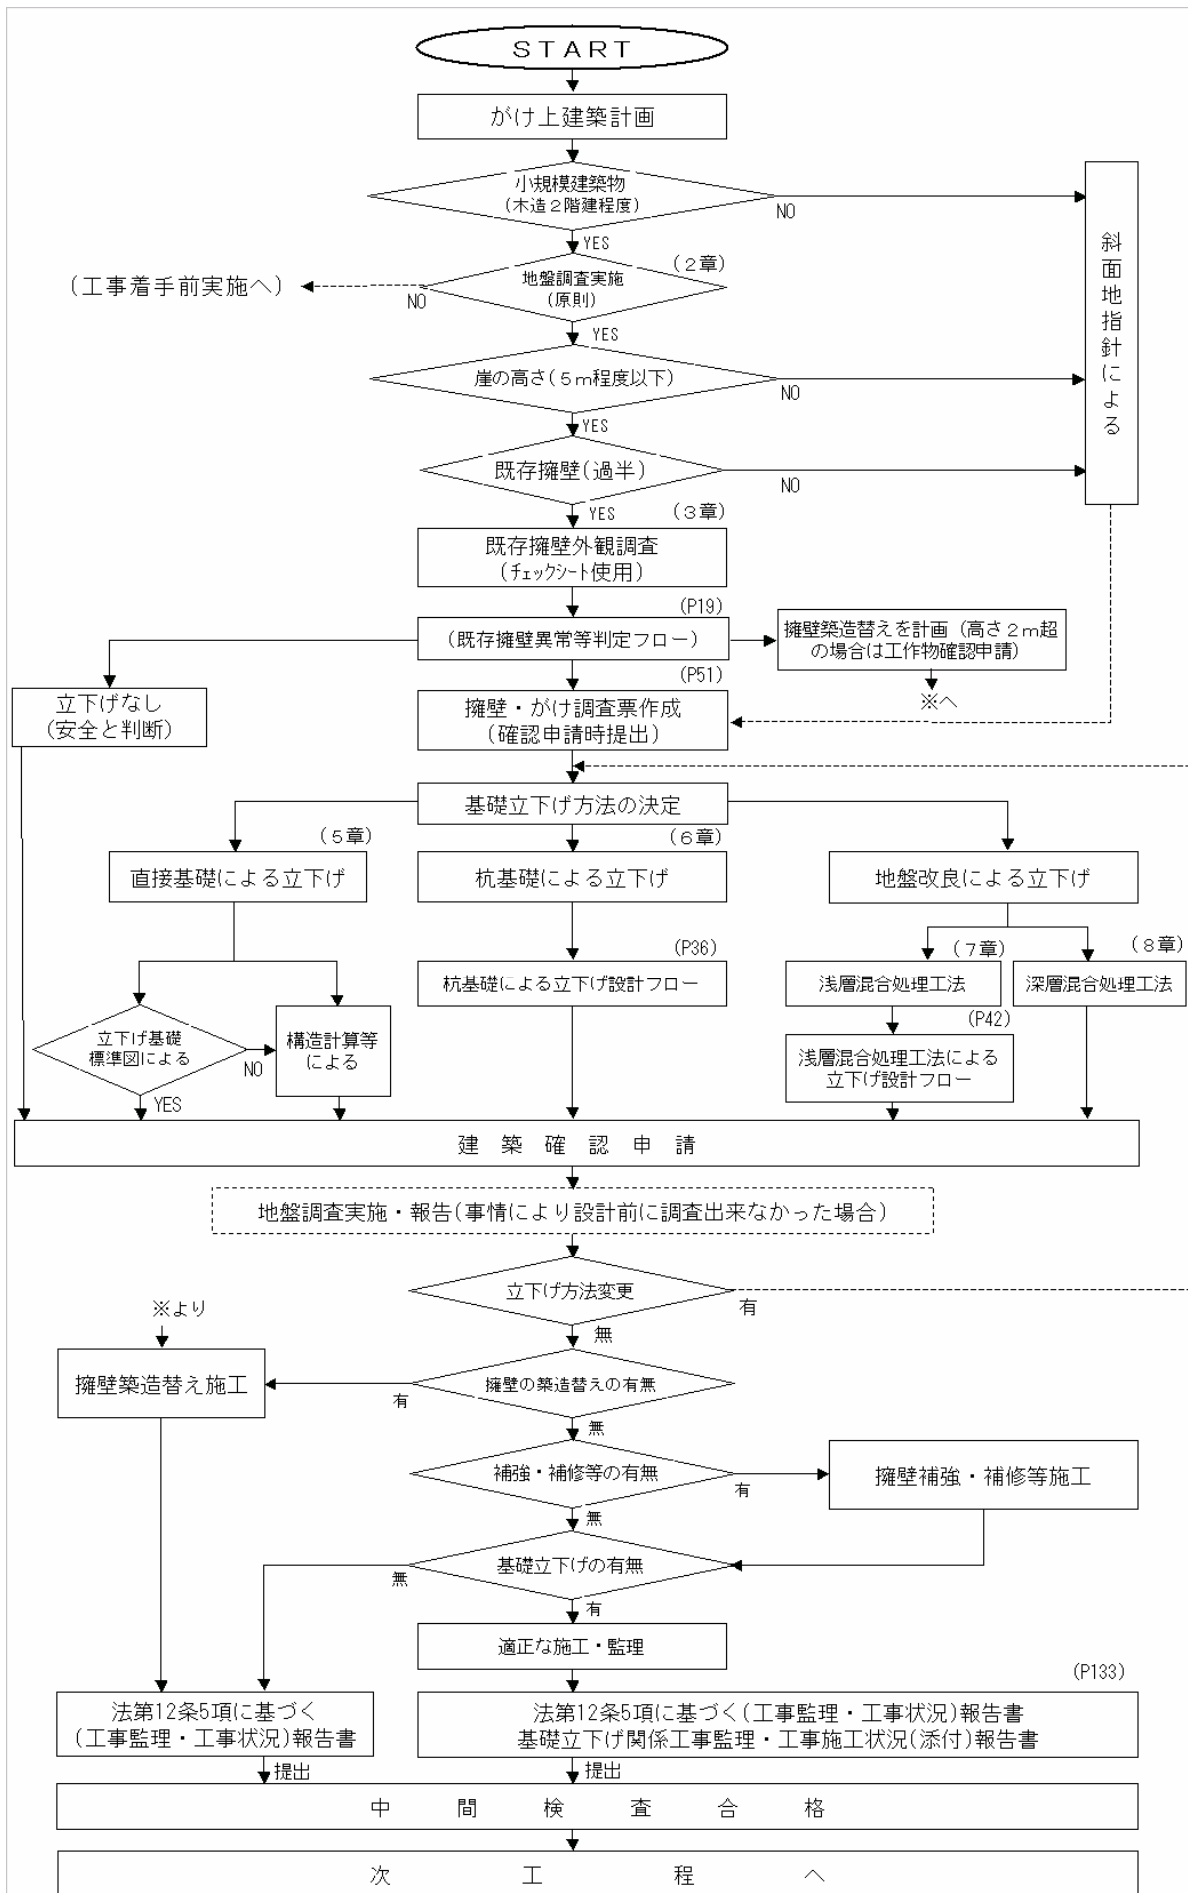 START
がけ上建築計画
小規模建築物
(木造2階建程度)
NO
YES
斜面地指針による
(2章)
地盤調査実施
(原則)
(工事着手前実施へ)
NO
YES
崖の高さ(5m程度以下)
NO
YES
既存擁壁(過半)
NO
YES
(3章)
既存擁壁外観調査
(チェックシート使用)
(P19)
(既存擁壁異常等判定フロー)
擁壁築造替えを計画(高さ2m超
の場合は工作物確認申請)
※へ
(P51)
立下げなし
(安全と判断)
擁壁・がけ調査票作成
(確認申請時提出)
基礎立下げ方法の決定
(5章)
直接基礎による立下げ
(6章)
杭基礎による立下げ
地盤改良による立下げ
(P36)
(7章)
(8章)
杭基礎による立下げ設計フロー
浅層混合処理工法
深層混合処理工法
(P42)
立下げ基礎
標準図による
NO
YES
構造計算等
による
浅層混合処理工法による
立下げ設計フロー
建築確認申請
地盤調査実施・報告(事情により設計前に調査出来なかった場合)
立下げ方法変更
有
無
※より
擁壁築造替え施工
擁壁の築造替えの有無
有
無
補強・補修等の有無
有
無
擁壁補強・補修等施工
基礎立下げの有無
無
有
適正な施工・監理
(P133)
法第12条5項に基づく
(工事監理・工事状況)報告書
法第12条5項に基づく(工事監理・工事状況)報告書
基礎立下げ関係工事監理・工事施工状況(添付)報告書
提出
提出
中間検査合格
次工程へ